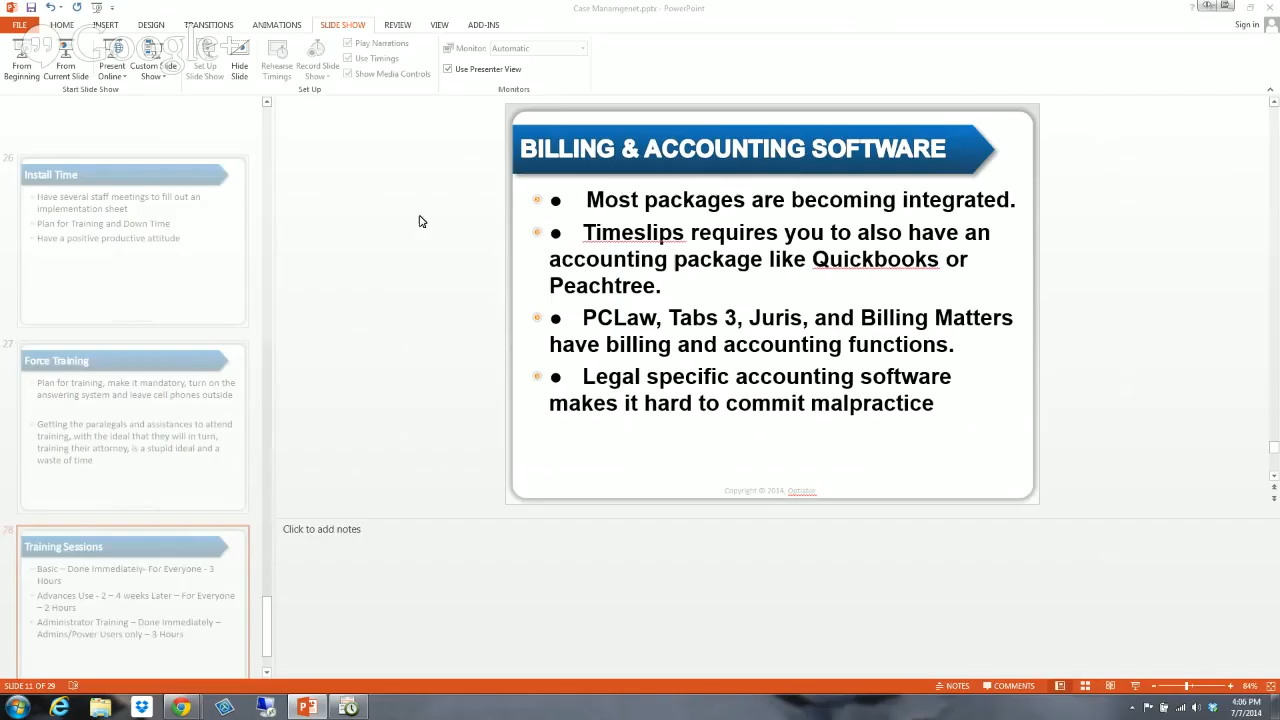 Case Manamgenet.pptx - PowerPoint
FILE HOME INSERT DESIGN TRANSITIONS ANIMATIONS SLIDE SHOW REVIEW VIEW ADD-INS Sign in
Google+
From Beginning
From Current Slide
Present Online
Custom Slide Show
Set Up Slide Show
Hide Slide
Rehearse Timings
Record Slide Show
Play Narrations
Use Timings
Show Media Controls
Monitor: Automatic
Use Presenter View
Start Slide Show Set Up Monitors
26
Install Time
Have several staff meetings to fill out an
implementation sheet
Plan for Training and Down Time
Have a positive productive attitude
27
Force Training
Plan for training, make it mandatory, turn on the
answering system and leave cell phones outside
Getting the paralegals and assistances to attend
training, with the ideal that they will in turn,
training their attorney, is a stupid ideal and a
waste of time
28
Training Sessions
Basic – Done Immediately- For Everyone - 3
Hours
Advances Use - 2 – 4 weeks Later – For Everyone
– 2 Hours
Administrator Training – Done Immediately –
Admins/Power Users only – 3 Hours
BILLING & ACCOUNTING SOFTWARE
● Most packages are becoming integrated.
● Timeslips requires you to also have an
accounting package like Quickbooks or
Peachtree.
● PCLaw, Tabs 3, Juris, and Billing Matters
have billing and accounting functions.
● Legal specific accounting software
makes it hard to commit malpractice
Copyright © 2014, Optiable
Click to add notes
SLIDE 11 OF 29 NOTES COMMENTS 84%
4:06 PM
7/7/2014